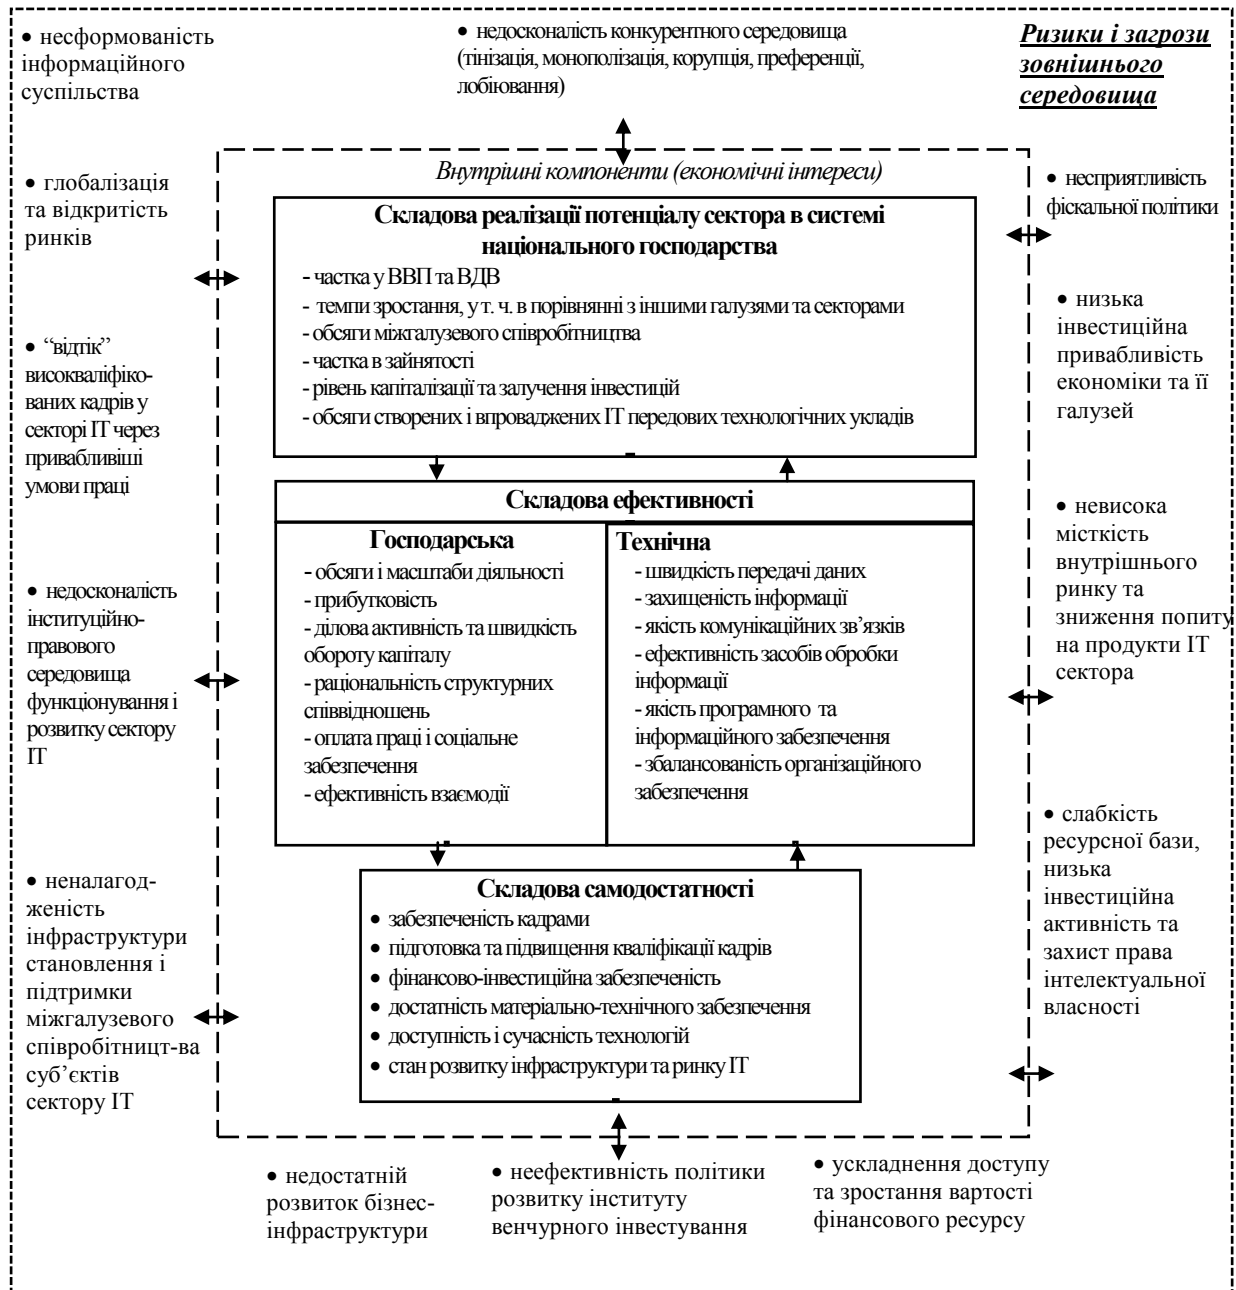 • несформованість
інформаційного
суспільства
• недосконалість конкурентного середовища
(тінізація, монополізація, корупція, преференції,
лобіювання)
Ризики і загрози
зовнішнього
середовища
• глобалізація
та відкритість
ринків
• “відтік”
висококваліфіко-
ваних кадрів у
секторі ІТ через
привабливіші
умови праці
• недосконалість
інституційно-
правового
середовища
функціонування і
розвитку сектору
ІТ
• неналагод-
женість
інфраструктури
становлення і
підтримки
міжгалузевого
співробітницт-ва
суб’єктів
сектору ІТ
Внутрішні компоненти (економічні інтереси)
Складова реалізації потенціалу сектора в системі
національного господарства
- частка у ВВП та ВДВ
- темпи зростання, у т. ч. в порівнянні з іншими галузями та секторами
- обсяги міжгалузевого співробітництва
- частка в зайнятості
- рівень капіталізації та залучення інвестицій
- обсяги створених і впроваджених ІТ передових технологічних укладів
Складова ефективності
Господарська
- обсяги і масштаби діяльності
- прибутковість
- ділова активність та швидкість
обороту капіталу
- раціональність структурних
співвідношень
- оплата праці і соціальне
забезпечення
- ефективність взаємодії
Технічна
- швидкість передачі даних
- захищеність інформації
- якість комунікаційних зв’язків
- ефективність засобів обробки
інформації
- якість програмного та
інформаційного забезпечення
- збалансованість організаційного
забезпечення
Складова самодостатності
• забезпеченість кадрами
• підготовка та підвищення кваліфікації кадрів
• фінансово-інвестиційна забезпеченість
• достатність матеріально-технічного забезпечення
• доступність і сучасність технологій
• стан розвитку інфраструктури та ринку ІТ
• несприятливість
фіскальної політики
• низька
інвестиційна
привабливість
економіки та її
галузей
• невисока
місткість
внутрішнього
ринку та
зниження попиту
на продукти ІТ
сектора
• слабкість
ресурсної бази,
низька
інвестиційна
активність та
захист права
інтелектуальної
власності
• недостатній
розвиток бізнес-
інфраструктури
• неефективність політики
розвитку інституту
венчурного інвестування
• ускладнення доступу
та зростання вартості
фінансового ресурсу